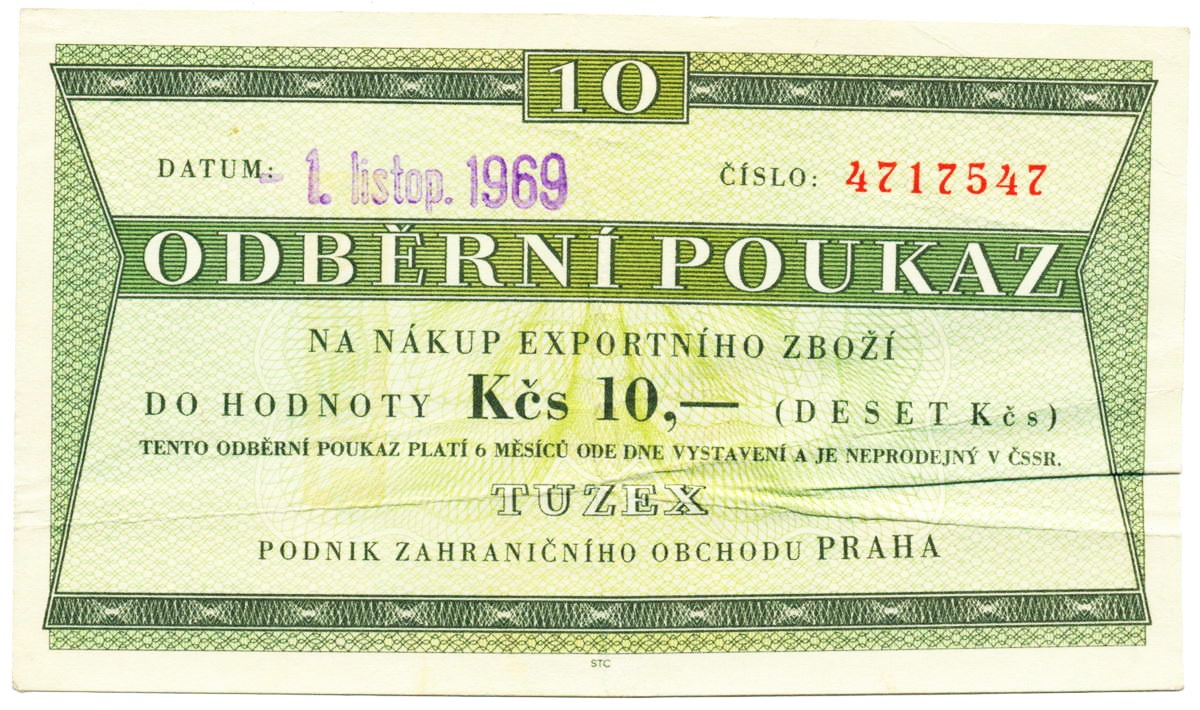 10
DATUM: - 1. listop. 1969 ČÍSLO: 4717547
ODBĚRNÍ POUKAZ
NA NÁKUP EXPORTNÍHO ZBOŽÍ
DO HODNOTY Kčs 10,— (DESET Kčs)
TENTO ODBĚRNÍ POUKAZ PLATÍ 6 MĚSÍCŮ ODE DNE VYSTAVENÍ A JE NEPRODEJNÝ V ČSSR.
TUZEX
PODNIK ZAHRANIČNÍHO OBCHODU PRAHA
STC